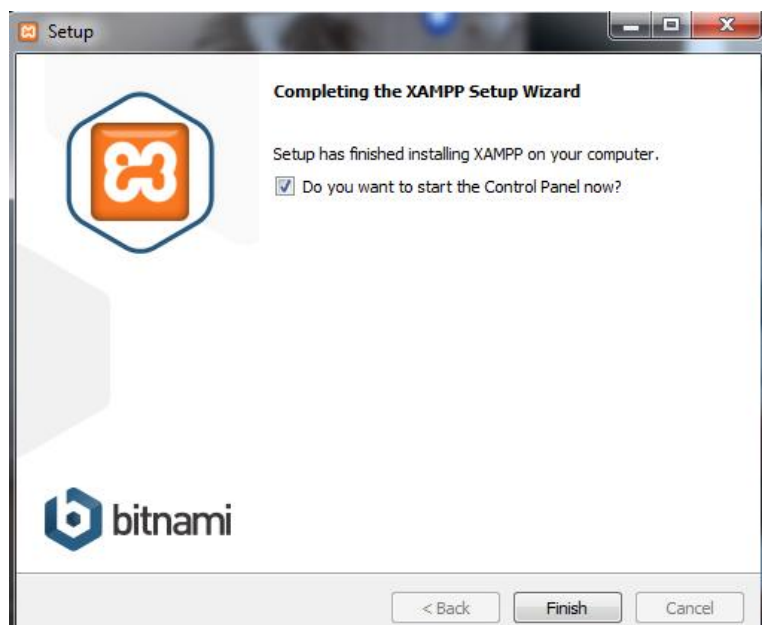 Setup
Completing the XAMPP Setup Wizard
Setup has finished installing XAMPP on your computer.
Do you want to start the Control Panel now?
bitnami
< Back
Finish
Cancel